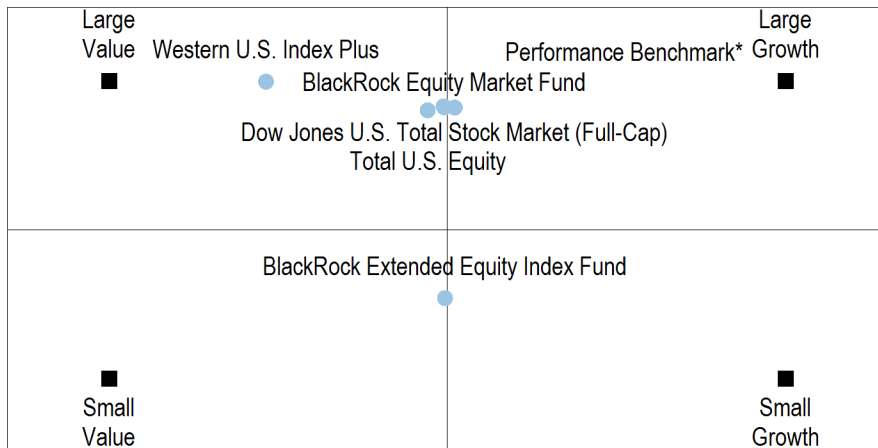 Large
Value
Large
Growth
Western U.S. Index Plus
Performance Benchmark*
BlackRock Equity Market Fund
Dow Jones U.S. Total Stock Market (Full-Cap)
Total U.S. Equity
BlackRock Extended Equity Index Fund
Small
Value
Small
Growth